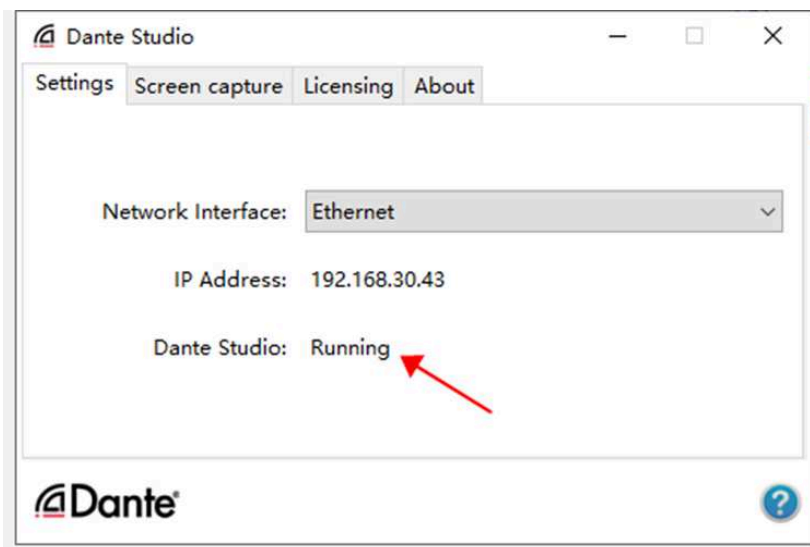 Dante Studio
Settings Screen capture Licensing About
Network Interface: Ethernet
IP Address: 192.168.30.43
Dante Studio: Running
Dante®
?